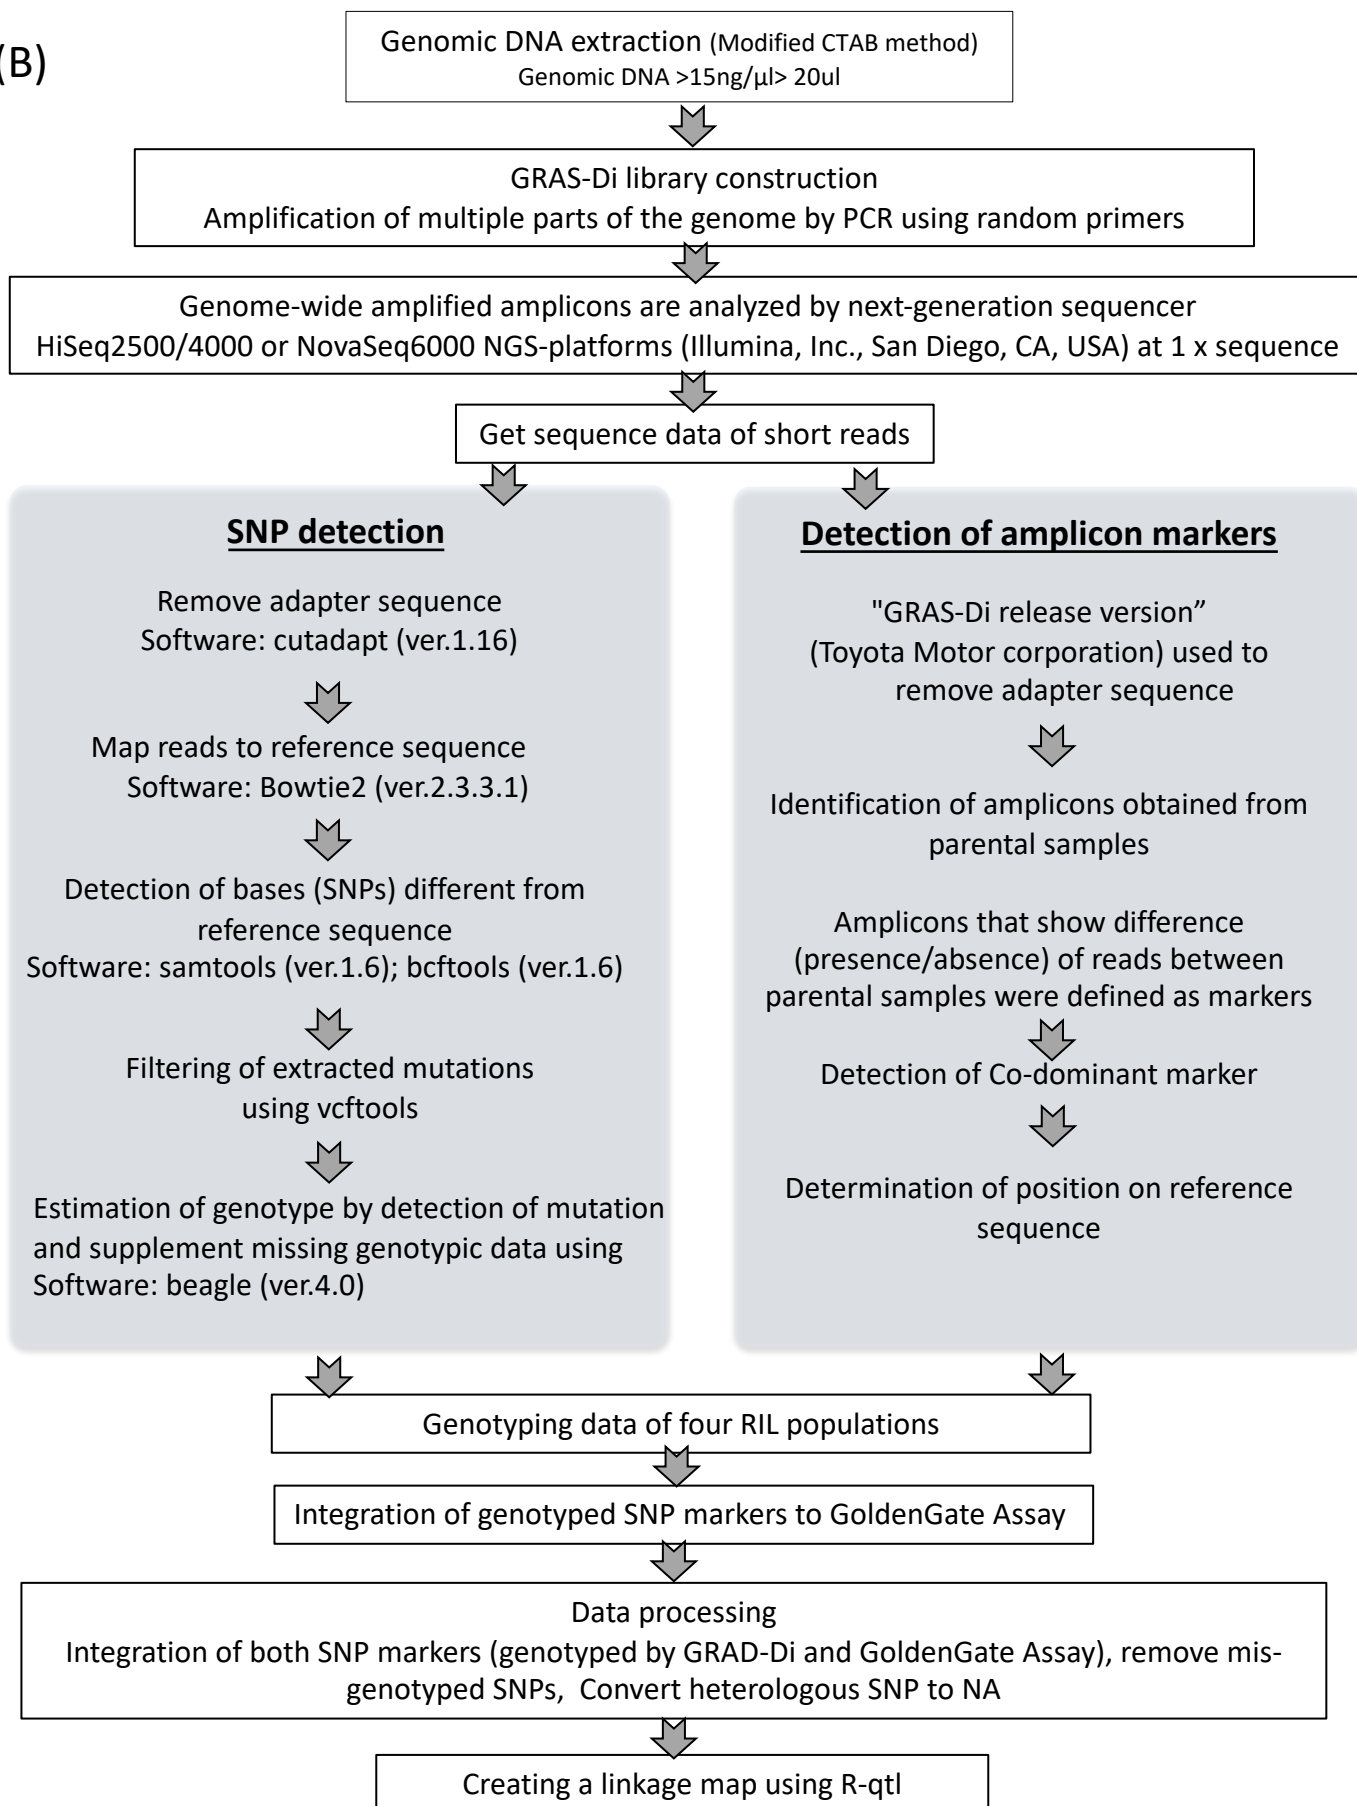 (B)
Genomic DNA extraction (Modified CTAB method)
Genomic DNA >15ng/µl> 20ul
GRAS-Di library construction
Amplification of multiple parts of the genome by PCR using random primers
Genome-wide amplified amplicons are analyzed by next-generation sequencer
HiSeq2500/4000 or NovaSeq6000 NGS-platforms (Illumina, Inc., San Diego, CA, USA) at 1 x sequence
Get sequence data of short reads
SNP detection
Remove adapter sequence
Software: cutadapt (ver.1.16)
Map reads to reference sequence
Software: Bowtie2 (ver.2.3.3.1)
Detection of bases (SNPs) different from
reference sequence
Software: samtools (ver.1.6); bcftools (ver.1.6)
Filtering of extracted mutations
using vcftools
Estimation of genotype by detection of mutation
and supplement missing genotypic data using
Software: beagle (ver.4.0)
Detection of amplicon markers
"GRAS-Di release version”
(Toyota Motor corporation) used to
remove adapter sequence
Identification of amplicons obtained from
parental samples
Amplicons that show difference
(presence/absence) of reads between
parental samples were defined as markers
Detection of Co-dominant marker
Determination of position on reference
sequence
Genotyping data of four RIL populations
Integration of genotyped SNP markers to GoldenGate Assay
Data processing
Integration of both SNP markers (genotyped by GRAD-Di and GoldenGate Assay), remove mis-
genotyped SNPs,  Convert heterologous SNP to NA
Creating a linkage map using R-qtl